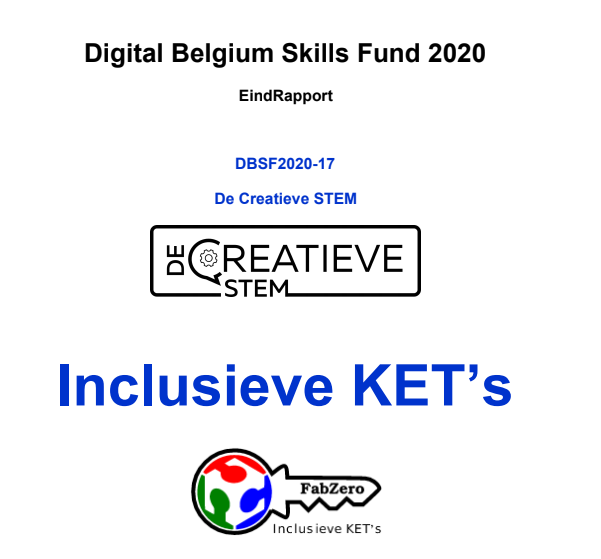 Digital Belgium Skills Fund 2020
EindRapport
DBSF2020-17
De Creatieve STEM
DE CREATIEVE
STEM
Inclusieve KET’s
FabZero
Inclusieve KET's